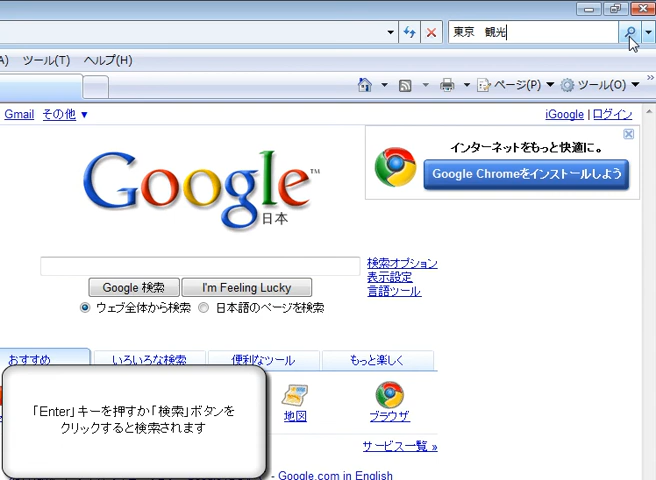 東京　観光
A) ツール(T) ヘルプ(H)
ページ(P) ツール(O)
Gmail その他 ▼ iGoogle | ログイン
インターネットをもっと快適に。
Google Chromeをインストールしよう
Google™
日本
検索オプション
表示設定
言語ツール
Google 検索 I'm Feeling Lucky
ウェブ全体から検索 日本語のページを検索
おすすめ いろいろな検索 便利なツール もっと楽しく
「Enter」キーを押すか「検索」ボタンを
クリックすると検索されます
地図 ブラウザ
サービス一覧 »
- Google.com in English